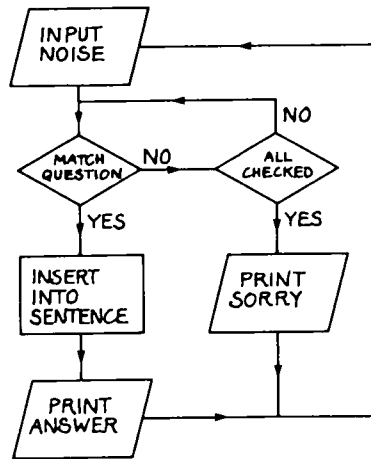 INPUT
NOISE
NO
MATCH
QUESTION
NO
ALL
CHECKED
YES
YES
INSERT
INTO
SENTENCE
PRINT
SORRY
PRINT
ANSWER